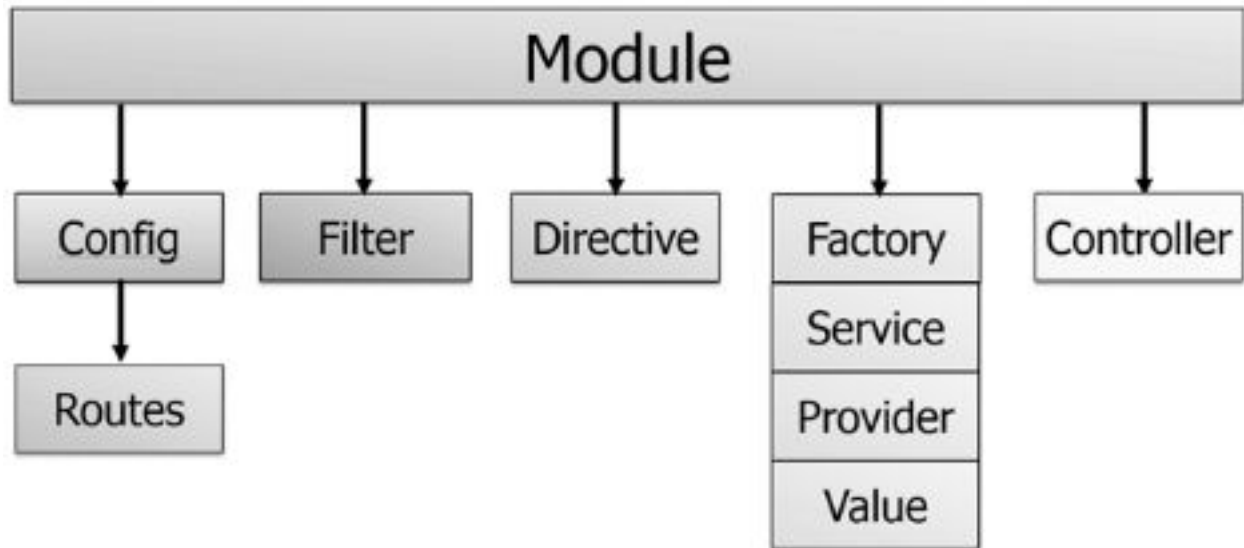 Module
Config
Filter
Directive
Factory
Controller
Service
Routes
Provider
Value